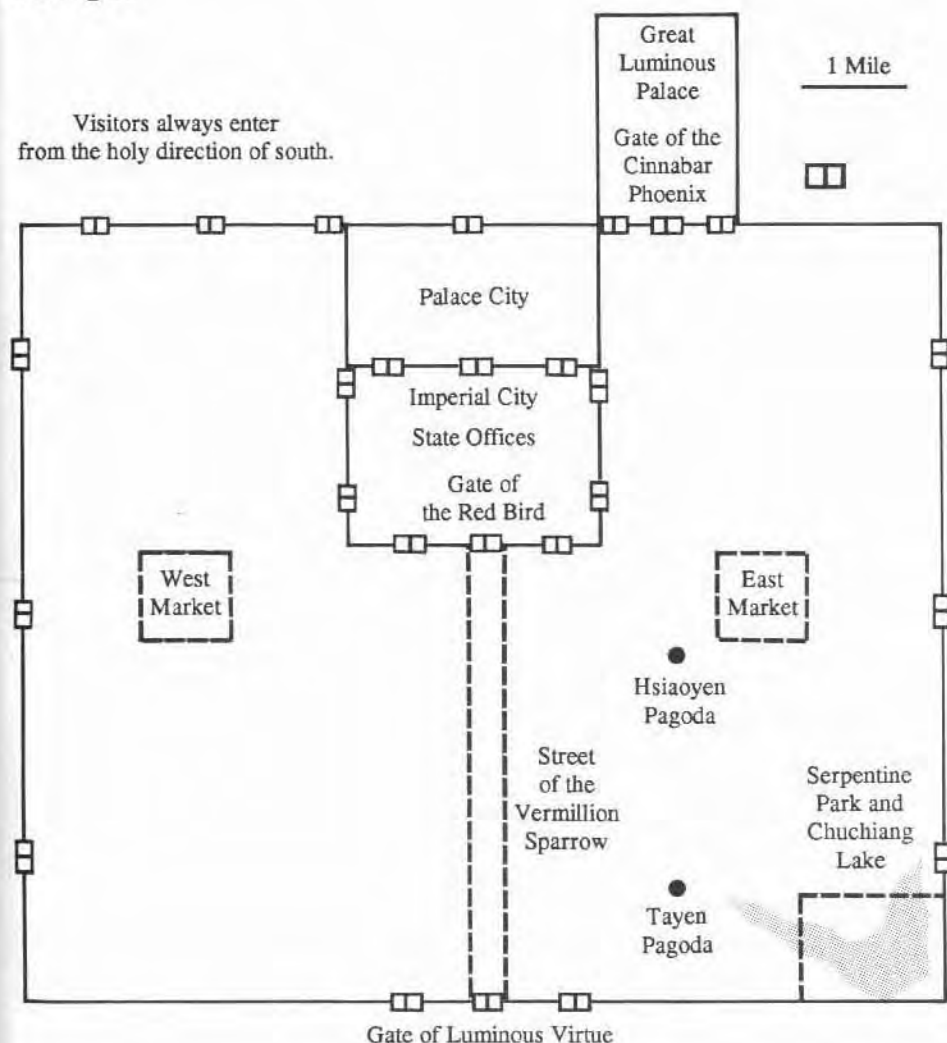 Great
Luminous
Palace
Gate of the
Cinnabar
Phoenix
1 Mile
Visitors always enter
from the holy direction of south.
Palace City
Imperial City
State Offices
Gate of
the Red Bird
West
Market
East
Market
Hsiaoyen
Pagoda
Street
of the
Vermillion
Sparrow
Serpentine
Park and
Chuchiang
Lake
Tayen
Pagoda
Gate of Luminous Virtue